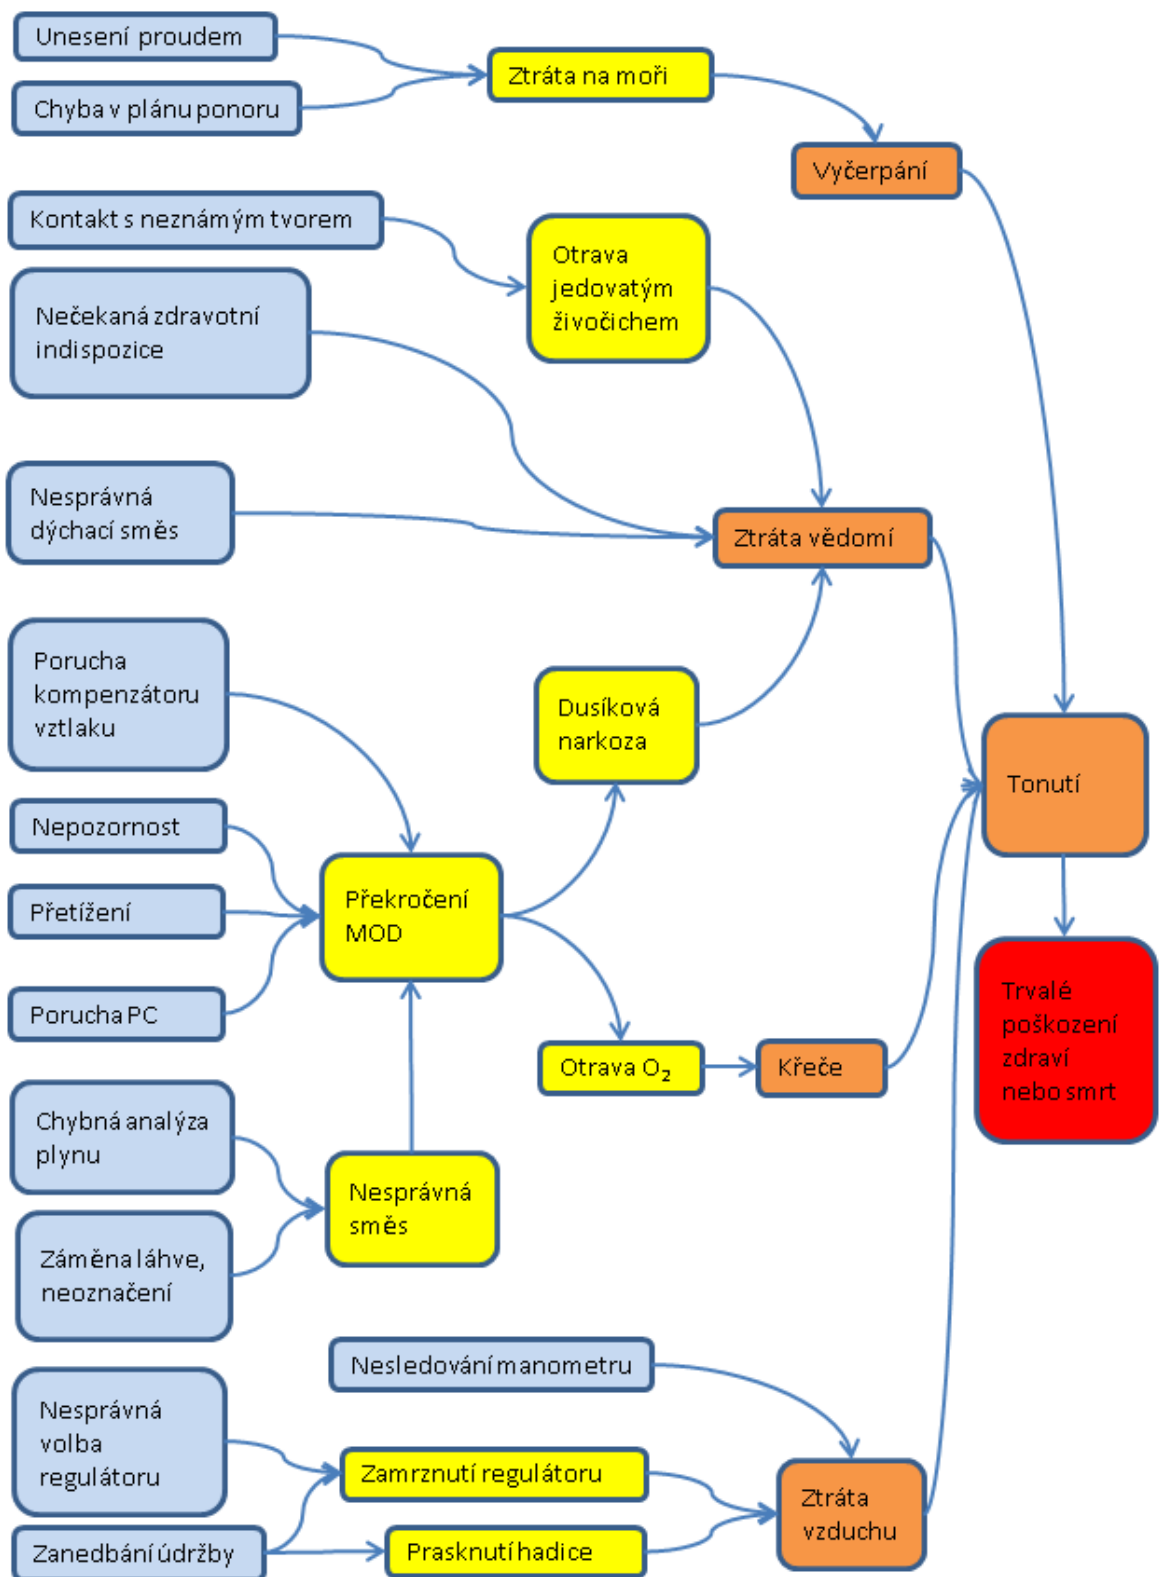 Unesení proudem
Chyba v plánu ponoru
Ztráta na moři
Vyčerpání
Kontakt s neznámým tvorem
Otrava
jedovatým
živočichem
Nečekaná zdravotní
indispozice
Nesprávná
dýchací směs
Ztráta vědomí
Porucha
kompenzátoru
vztlaku
Dusíková
narkoza
Tonutí
Nepozornost
Přetížení
Porucha PC
Překročení
MOD
Otrava O₂
Křeče
Trvalé
poškození
zdraví
nebo smrt
Chybná analýza
plynu
Záměna láhve,
neoznačení
Nesprávná
směs
Nesledování manometru
Nesprávná
volba
regulátoru
Zanedbání údržby
Zamrznutí regulátoru
Prasknutí hadice
Ztráta
vzduchu